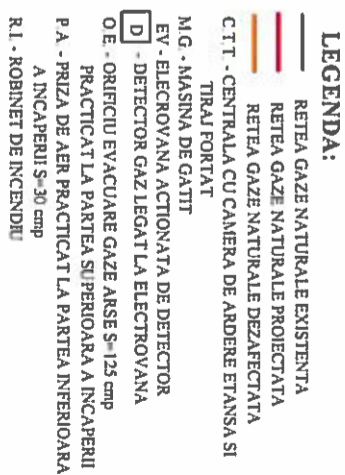 LEGENDA:
RETEA GAZE NATURALE EXISTENTA
RETEA GAZE NATURALE PROIECTATA
RETEA GAZE NATURALE DEZAFECTATA
C.T.T. - CENTRALA CU CAMERA DE ARDERE ETANSA SI
TIRAJ FORTAT
M.G. - MASINA DE GATIT
EV - ELECROVANA ACTIONATA DE DETECTOR
D - DETECTOR GAZ LEGAT LA ELECTROVANA
O.E. - ORIFICIU EVACUARE GAZE ARSE S=125 cmp
PRACTICAT LA PARTEA SUPERIOARA A INCAPERII
P.A. - PRIZA DE AER PRACTICAT LA PARTEA INFERIOARA
A INCAPERII S=30 cmp
R.I. - ROBINET DE INCENDIU